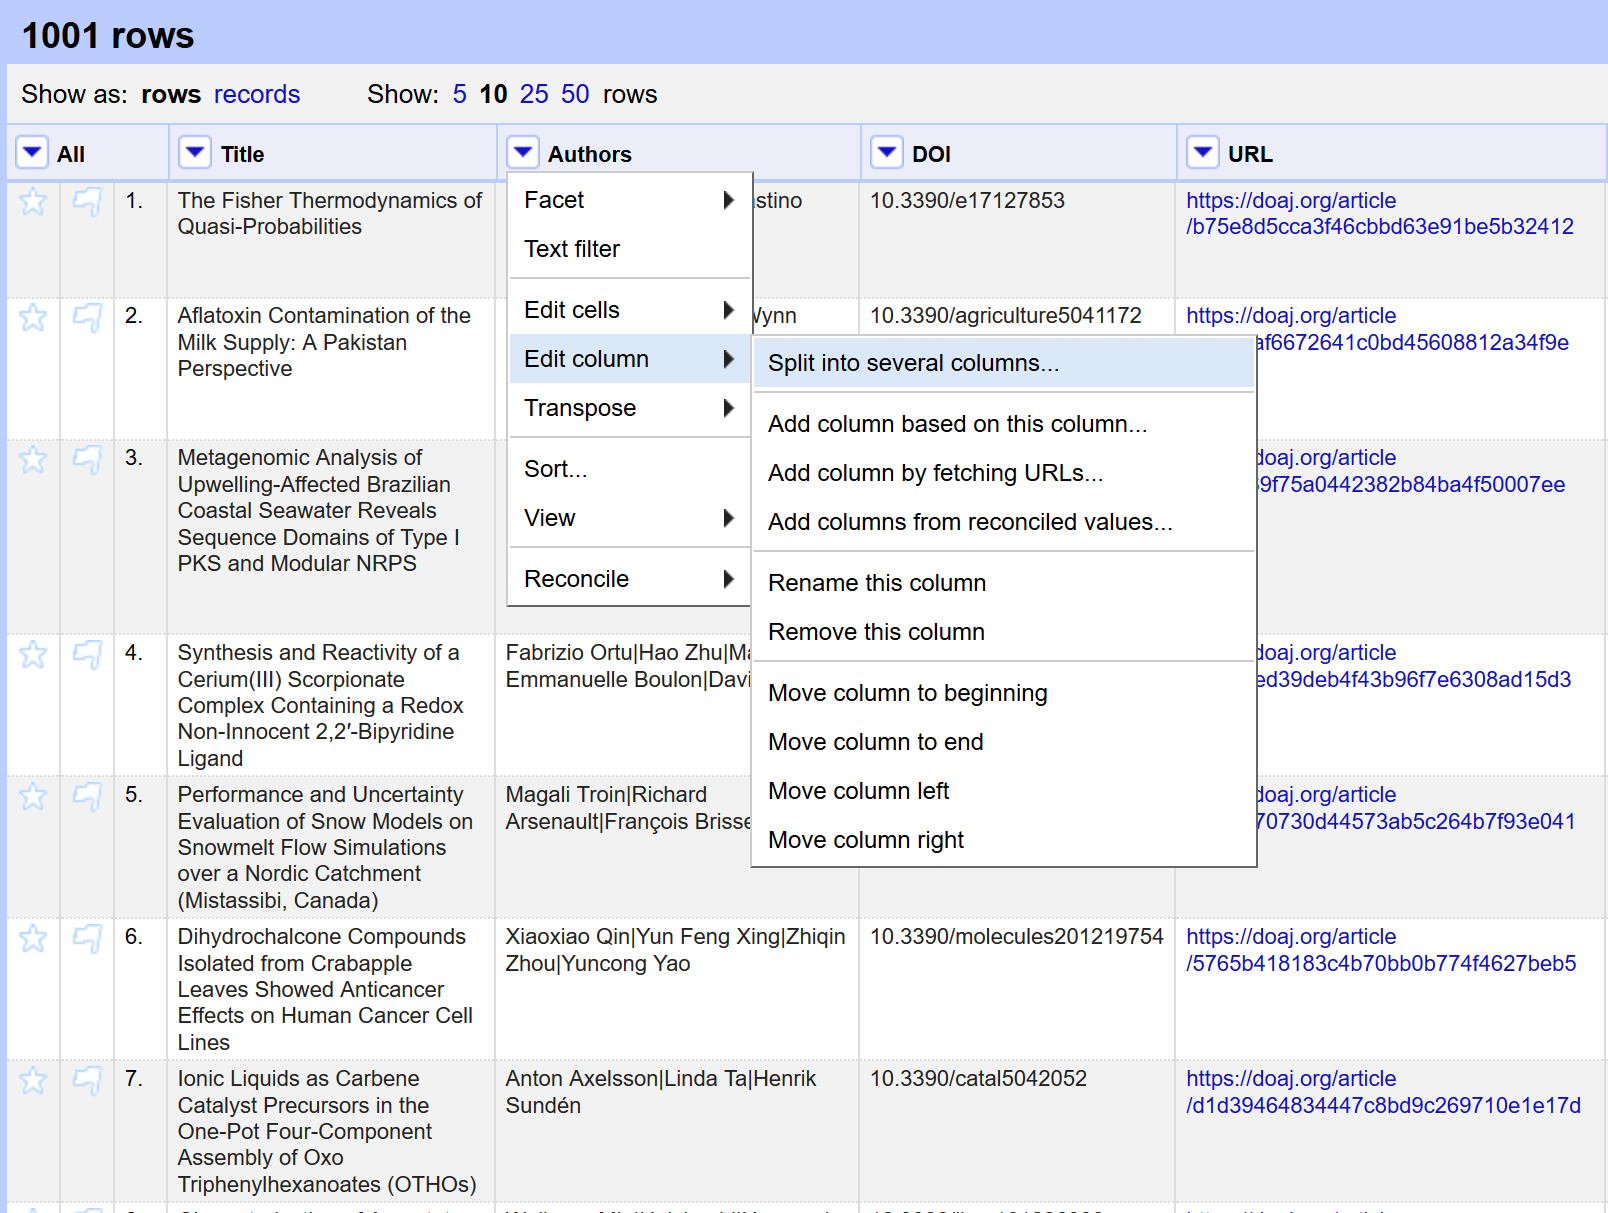 1001 rows
Show as: rows records Show: 5 10 25 50 rows
All Title Authors DOI URL
1. The Fisher Thermodynamics of
Quasi-Probabilities
10.3390/e17127853
https://doaj.org/article
/b75e8d5cca3f46cbbd63e91be5b32412
2. Aflatoxin Contamination of the
Milk Supply: A Pakistan
Perspective
10.3390/agriculture5041172
https://doaj.org/article
af6672641c0bd45608812a34f9e
3. Metagenomic Analysis of
Upwelling-Affected Brazilian
Coastal Seawater Reveals
Sequence Domains of Type I
PKS and Modular NRPS
doaj.org/article
9f75a0442382b84ba4f50007ee
4. Synthesis and Reactivity of a
Cerium(III) Scorpionate
Complex Containing a Redox
Non-Innocent 2,2′-Bipyridine
Ligand
Fabrizio Ortu|Hao Zhu|Ma
Emmanuelle Boulon|Davi
doaj.org/article
ed39deb4f43b96f7e6308ad15d3
5. Performance and Uncertainty
Evaluation of Snow Models on
Snowmelt Flow Simulations
over a Nordic Catchment
(Mistassibi, Canada)
Magali Troin|Richard
Arsenault|François Brisse
doaj.org/article
70730d44573ab5c264b7f93e041
6. Dihydrochalcone Compounds
Isolated from Crabapple
Leaves Showed Anticancer
Effects on Human Cancer Cell
Lines
Xiaoxiao Qin|Yun Feng Xing|Zhiqin
Zhou|Yuncong Yao
10.3390/molecules201219754
https://doaj.org/article
/5765b418183c4b70bb0b774f4627beb5
7. Ionic Liquids as Carbene
Catalyst Precursors in the
One-Pot Four-Component
Assembly of Oxo
Triphenylhexanoates (OTHOs)
Anton Axelsson|Linda Ta|Henrik
Sundén
10.3390/catal5042052
https://doaj.org/article
/d1d39464834447c8bd9c269710e1e17d
Facet
Text filter
Edit cells
Edit column
Transpose
Sort...
View
Reconcile
Split into several columns...
Add column based on this column...
Add column by fetching URLs...
Add columns from reconciled values...
Rename this column
Remove this column
Move column to beginning
Move column to end
Move column left
Move column right